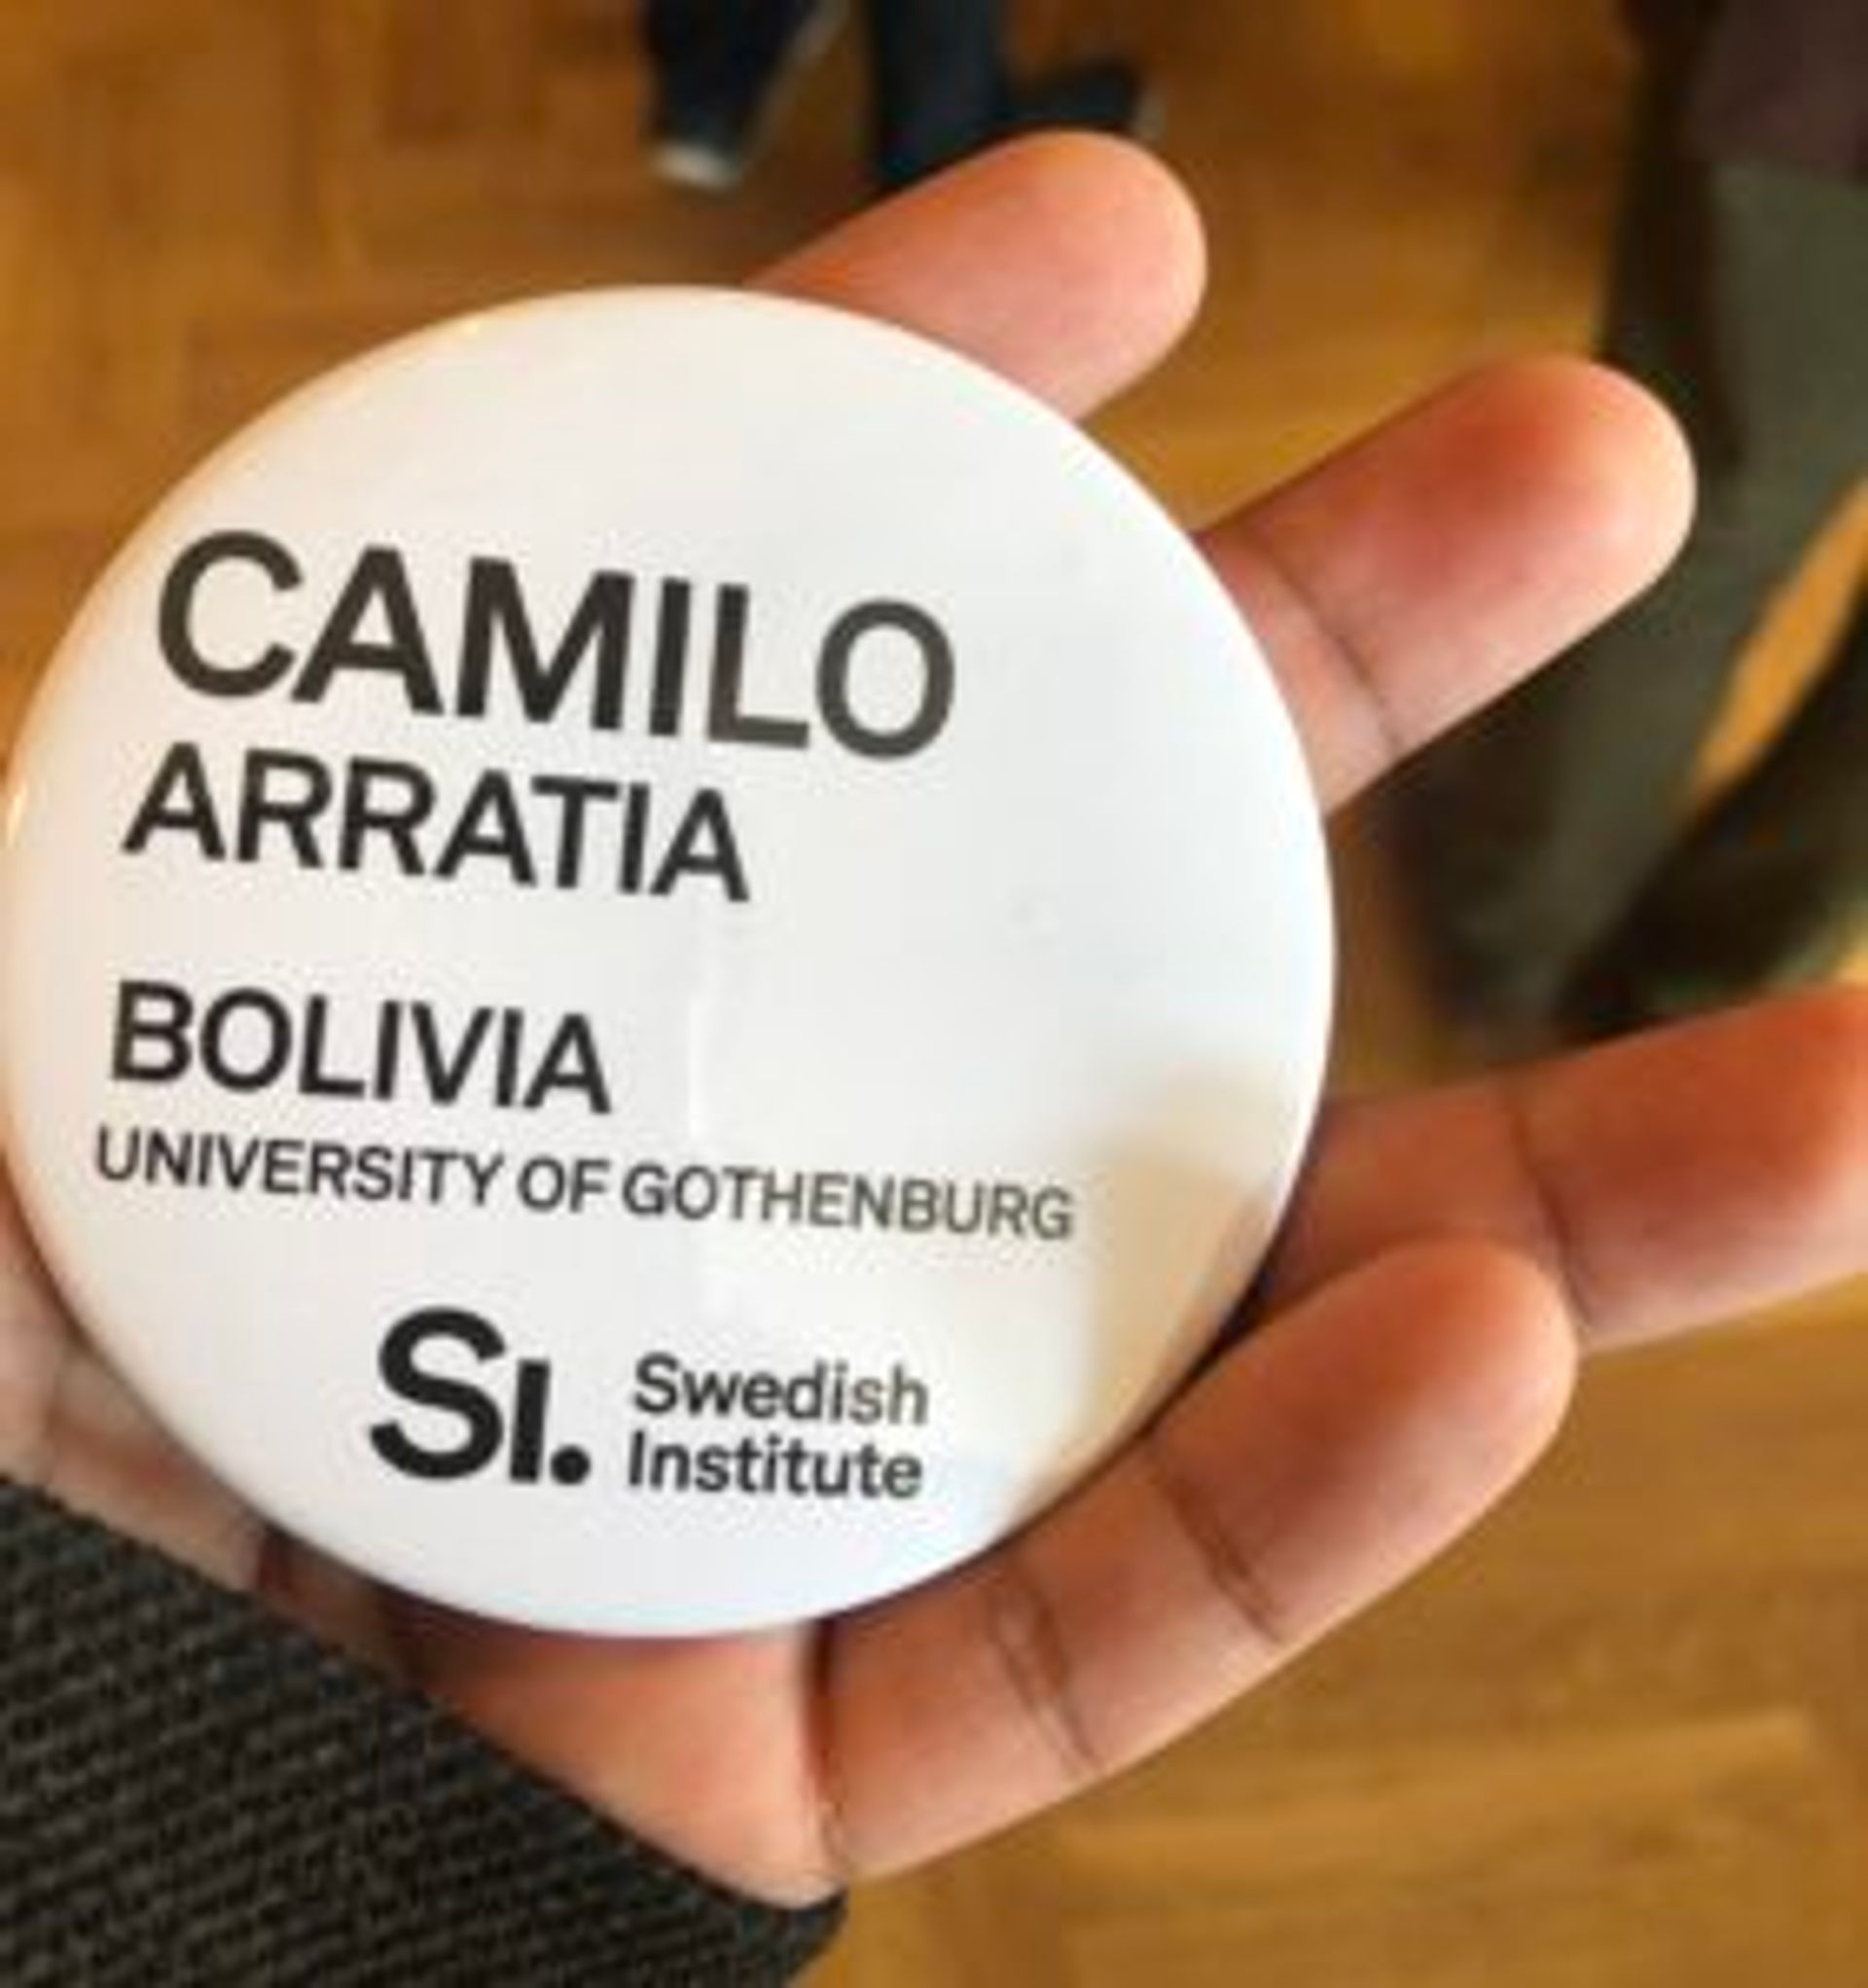 CAMILO
ARRATIA
BOLIVIA
UNIVERSITY OF GOTHENBURG
SI. Swedish
Institute